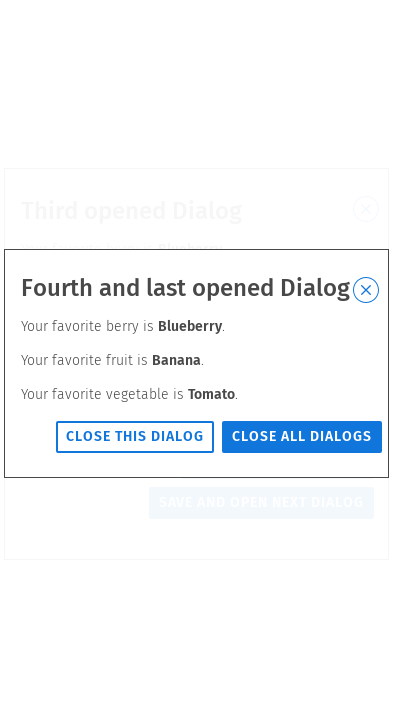 Third opened Dialog
Fourth and last opened Dialog
Your favorite berry is Blueberry.
Your favorite fruit is Banana.
Your favorite vegetable is Tomato.
CLOSE THIS DIALOG
CLOSE ALL DIALOGS
SAVE AND OPEN NEXT DIALOG